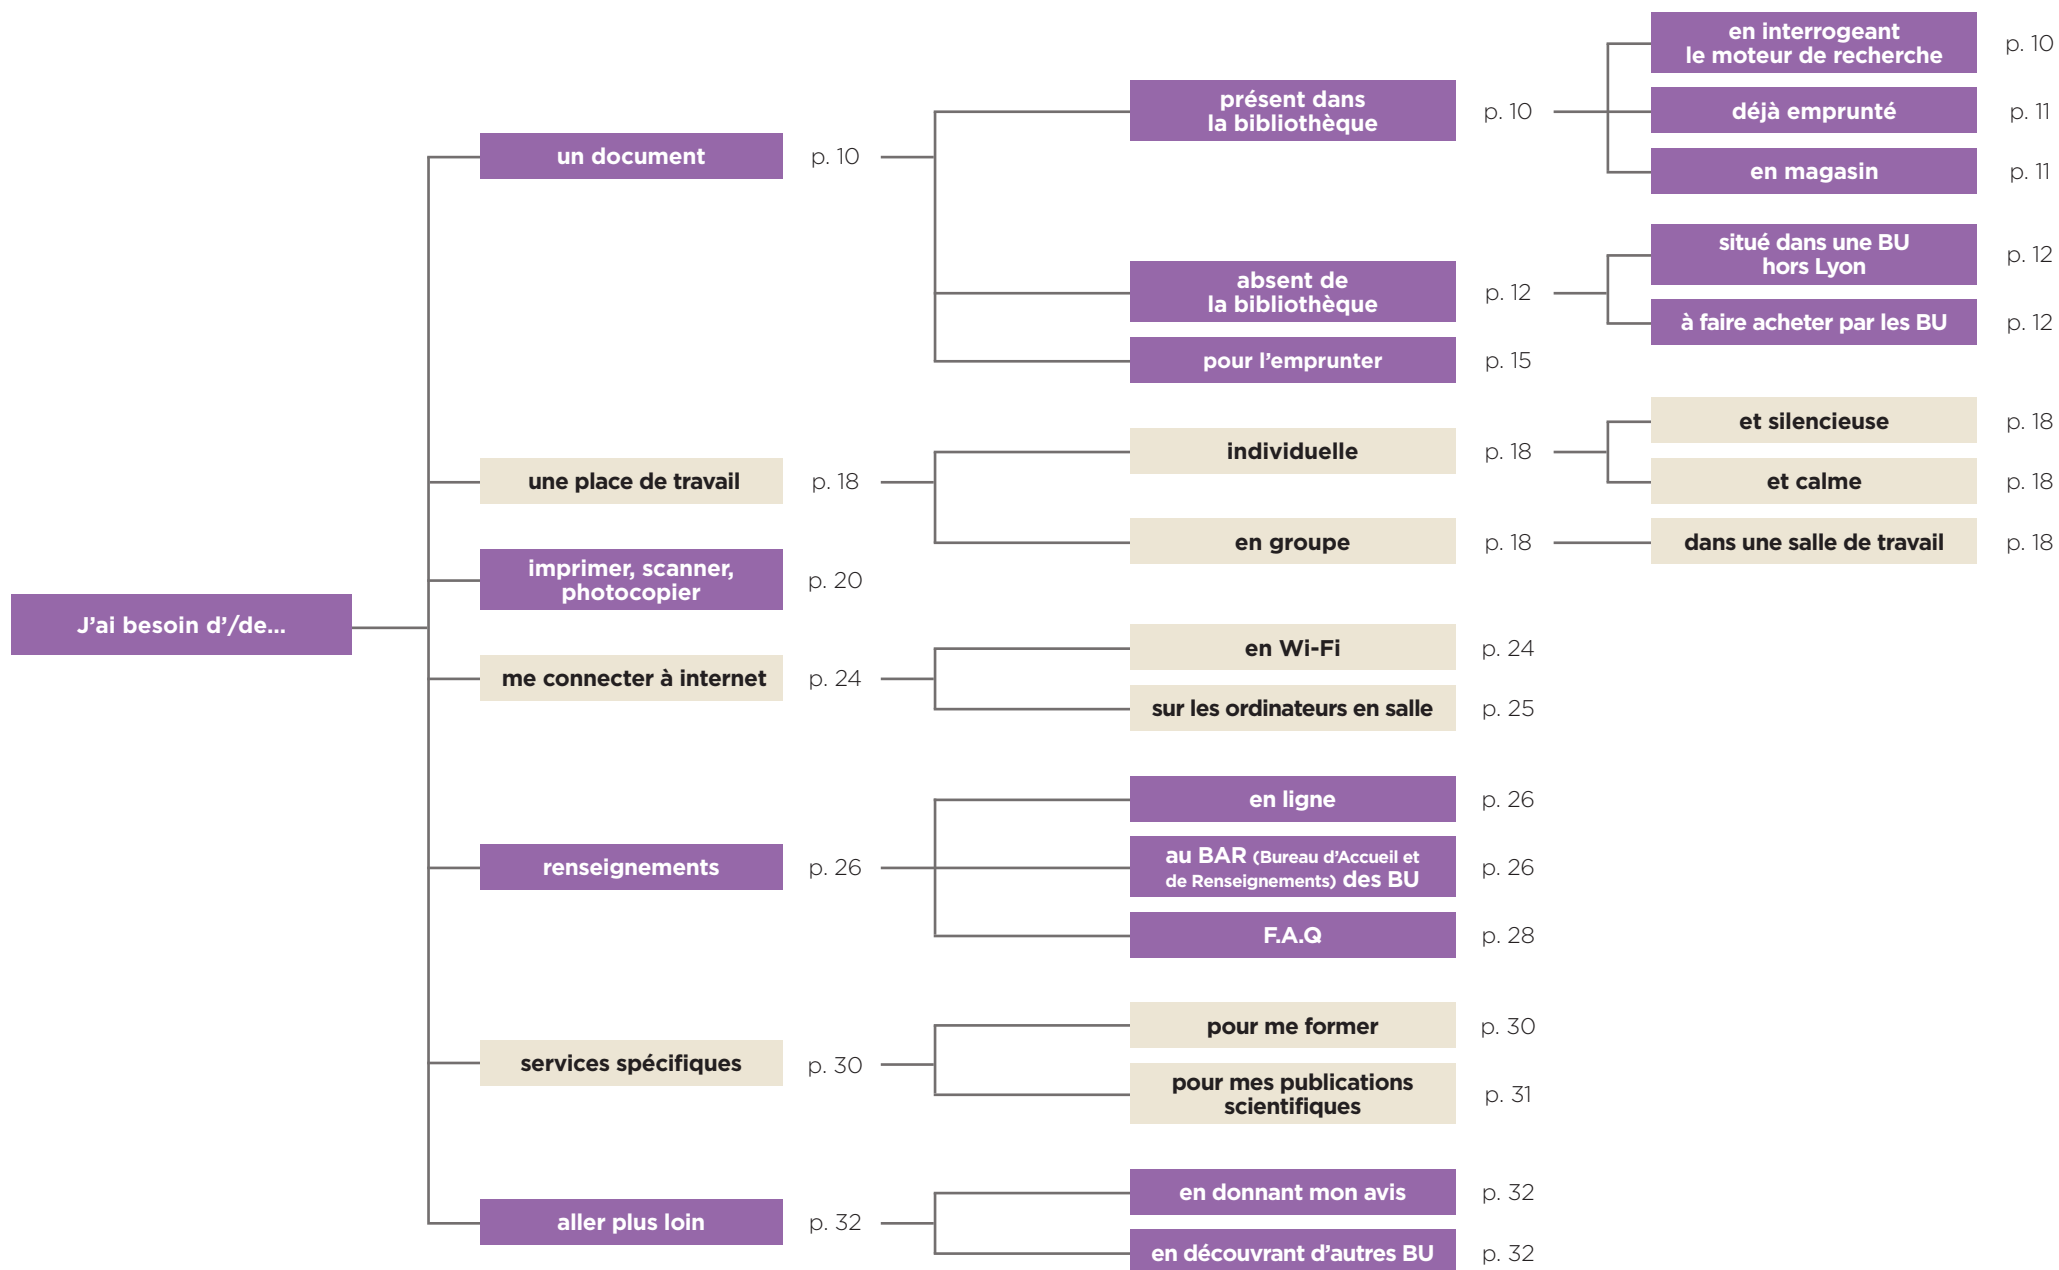 J'ai besoin d'/de...
un document
p. 10
présent dans
la bibliothèque
p. 10
en interrogeant
le moteur de recherche
p. 10
déjà emprunté
p. 11
en magasin
p. 11
absent de
la bibliothèque
p. 12
situé dans une BU
hors Lyon
p. 12
à faire acheter par les BU
p. 12
pour l'emprunter
p. 15
une place de travail
p. 18
individuelle
p. 18
et silencieuse
p. 18
et calme
p. 18
en groupe
p. 18
dans une salle de travail
p. 18
imprimer, scanner,
photocopier
p. 20
me connecter à internet
p. 24
en Wi-Fi
p. 24
sur les ordinateurs en salle
p. 25
renseignements
p. 26
en ligne
p. 26
au BAR (Bureau d'Accueil et
de Renseignements) des BU
p. 26
F.A.Q
p. 28
services spécifiques
p. 30
pour me former
p. 30
pour mes publications
scientifiques
p. 31
aller plus loin
p. 32
en donnant mon avis
p. 32
en découvrant d'autres BU
p. 32